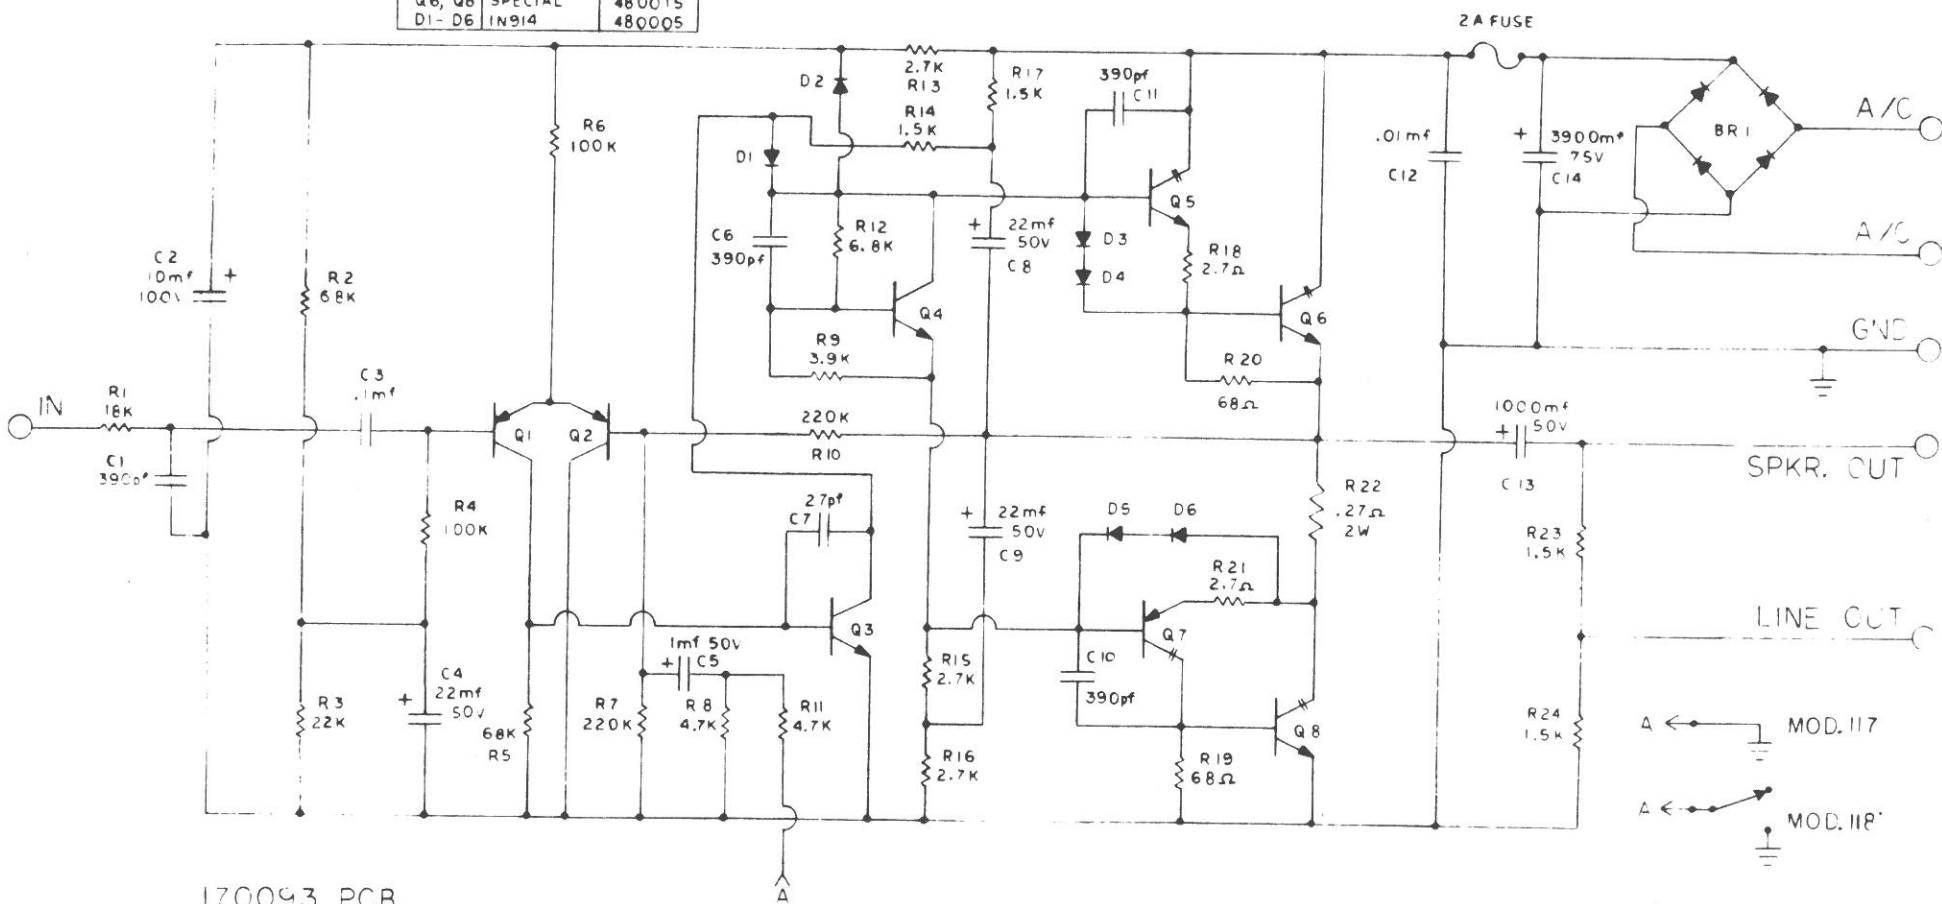 Q6, Q8 SPECIAL 480015
D1- D6 IN914 480005
2A FUSE
2.7K
R13
R14
1.5K
R17
1.5K
390pf
C11
D2
D1
R6
100K
.01mf
C12
+
3900mf
75V
C14
BR1
A/C
A/C
GND
C2
10mf
100V
+
R2
68K
C6
390pf
R12
6.8K
Q4
R9
3.9K
+
22mf
50V
C8
D3
D4
Q5
R18
2.7Ω
Q6
R20
68Ω
IN
R1
18K
C1
390pf
C3
.1mf
Q1
Q2
220K
R10
1000mf
+
50V
C13
SPKR. OUT
R4
100K
27pf
C7
Q3
+
22mf
50V
C9
D5
D6
R21
2.7Ω
R22
.27Ω
2W
R23
1.5K
LINE OUT
Q7
C10
390pf
R15
2.7K
1mf 50V
+
C5
C4
22mf
50V
+
R3
22K
68K
R5
R7
220K
R8
4.7K
R11
4.7K
R16
2.7K
R19
68Ω
Q8
R24
1.5K
A
MOD.117
A
MOD.118
A
170093 PCB